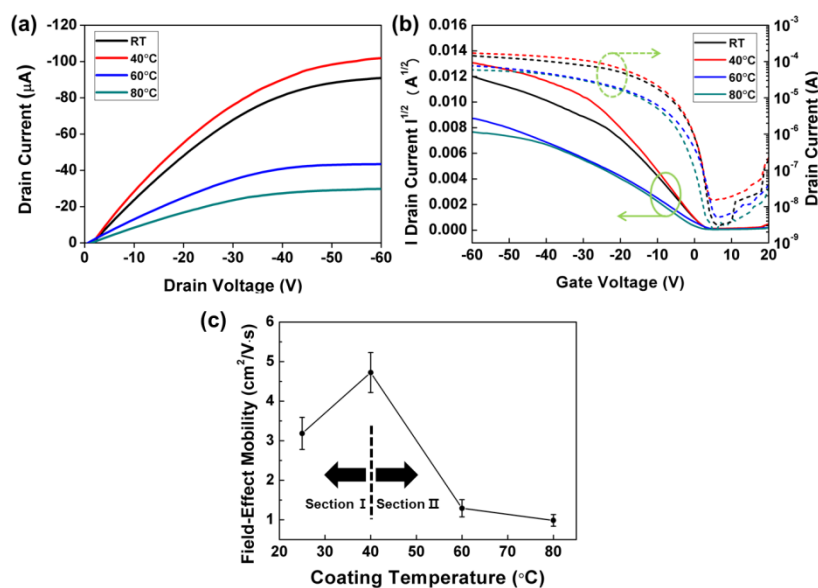 (a)
Drain Current (μA)
-120
-100
-80
-60
-40
-20
0
RT
40°C
60°C
80°C
0 -10 -20 -30 -40 -50 -60
Drain Voltage (V)
(b)
I Drain Current I^1/2 (A^1/2)
0.016
0.014
0.012
0.010
0.008
0.006
0.004
0.002
0.000
RT
40°C
60°C
80°C
10^-3
10^-4
10^-5
10^-6
10^-7
10^-8
10^-9
Drain Current (A)
-60 -50 -40 -30 -20 -10 0 10 20
Gate Voltage (V)
(c)
Field-Effect Mobility (cm²/V·s)
6
5
4
3
2
1
Section I
Section II
20 30 40 50 60 70 80
Coating Temperature (°C)